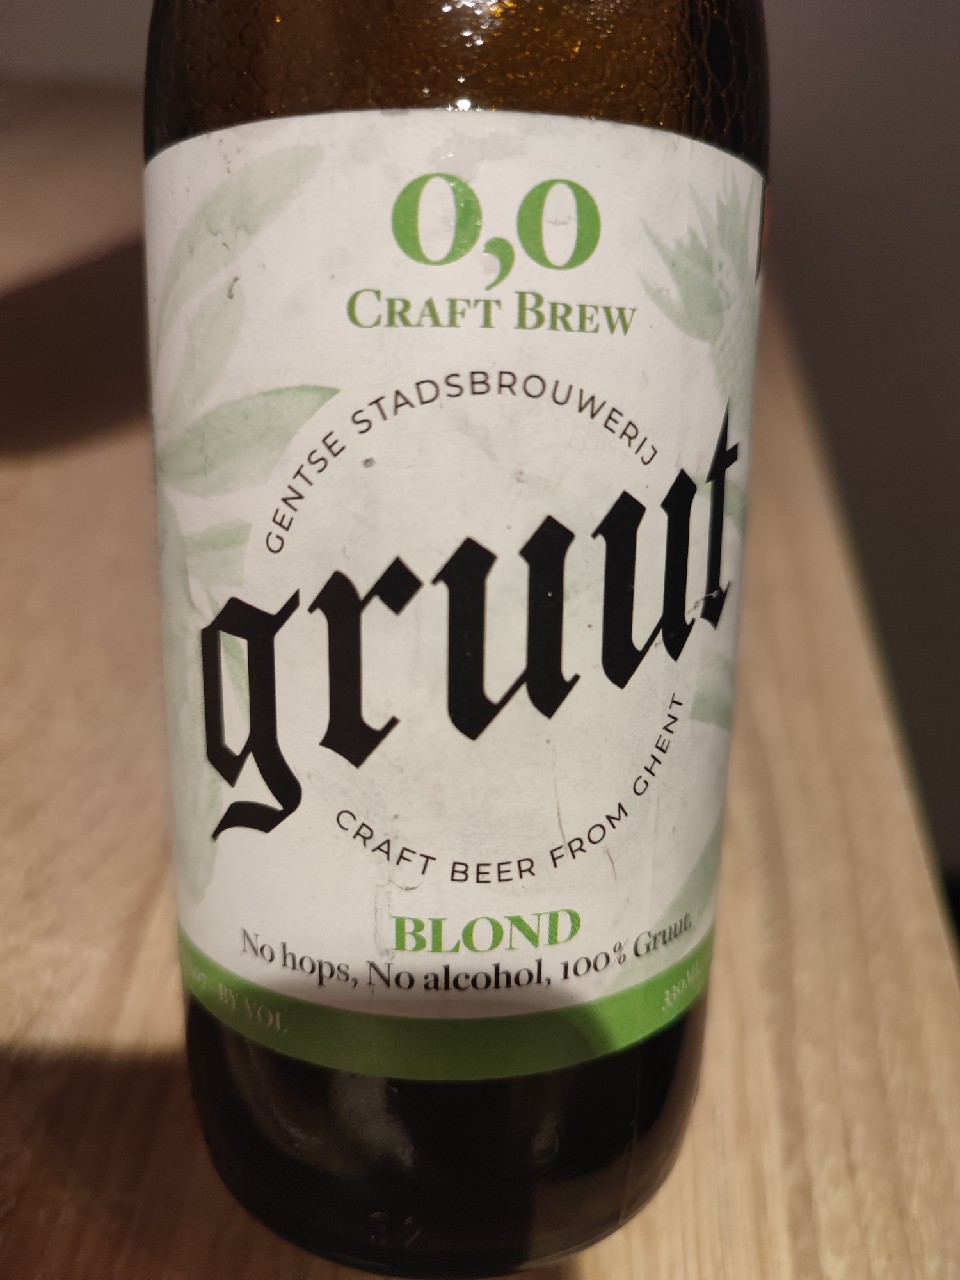 0,0
CRAFT BREW
GENTSE STADSBROUWERIJ
gruut
CRAFT BEER FROM GHENT
BLOND
No hops, No alcohol, 100% Gruut.
BY VOL